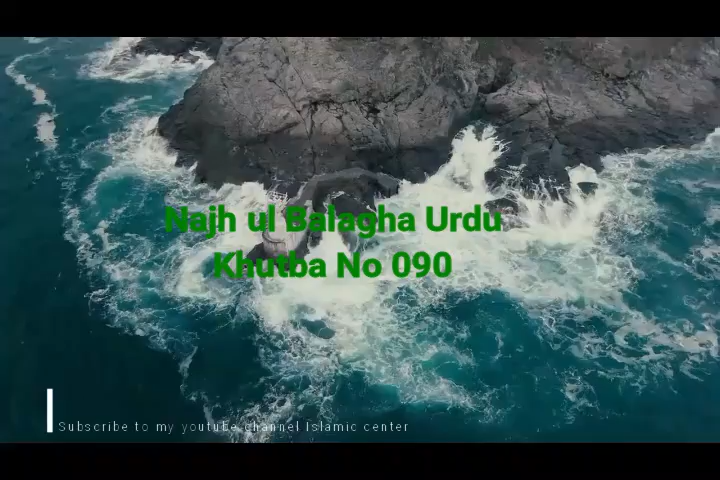 Najh ul Balagha Urdu
Khutba No 090
Subscribe to my youtube channel Islamic center